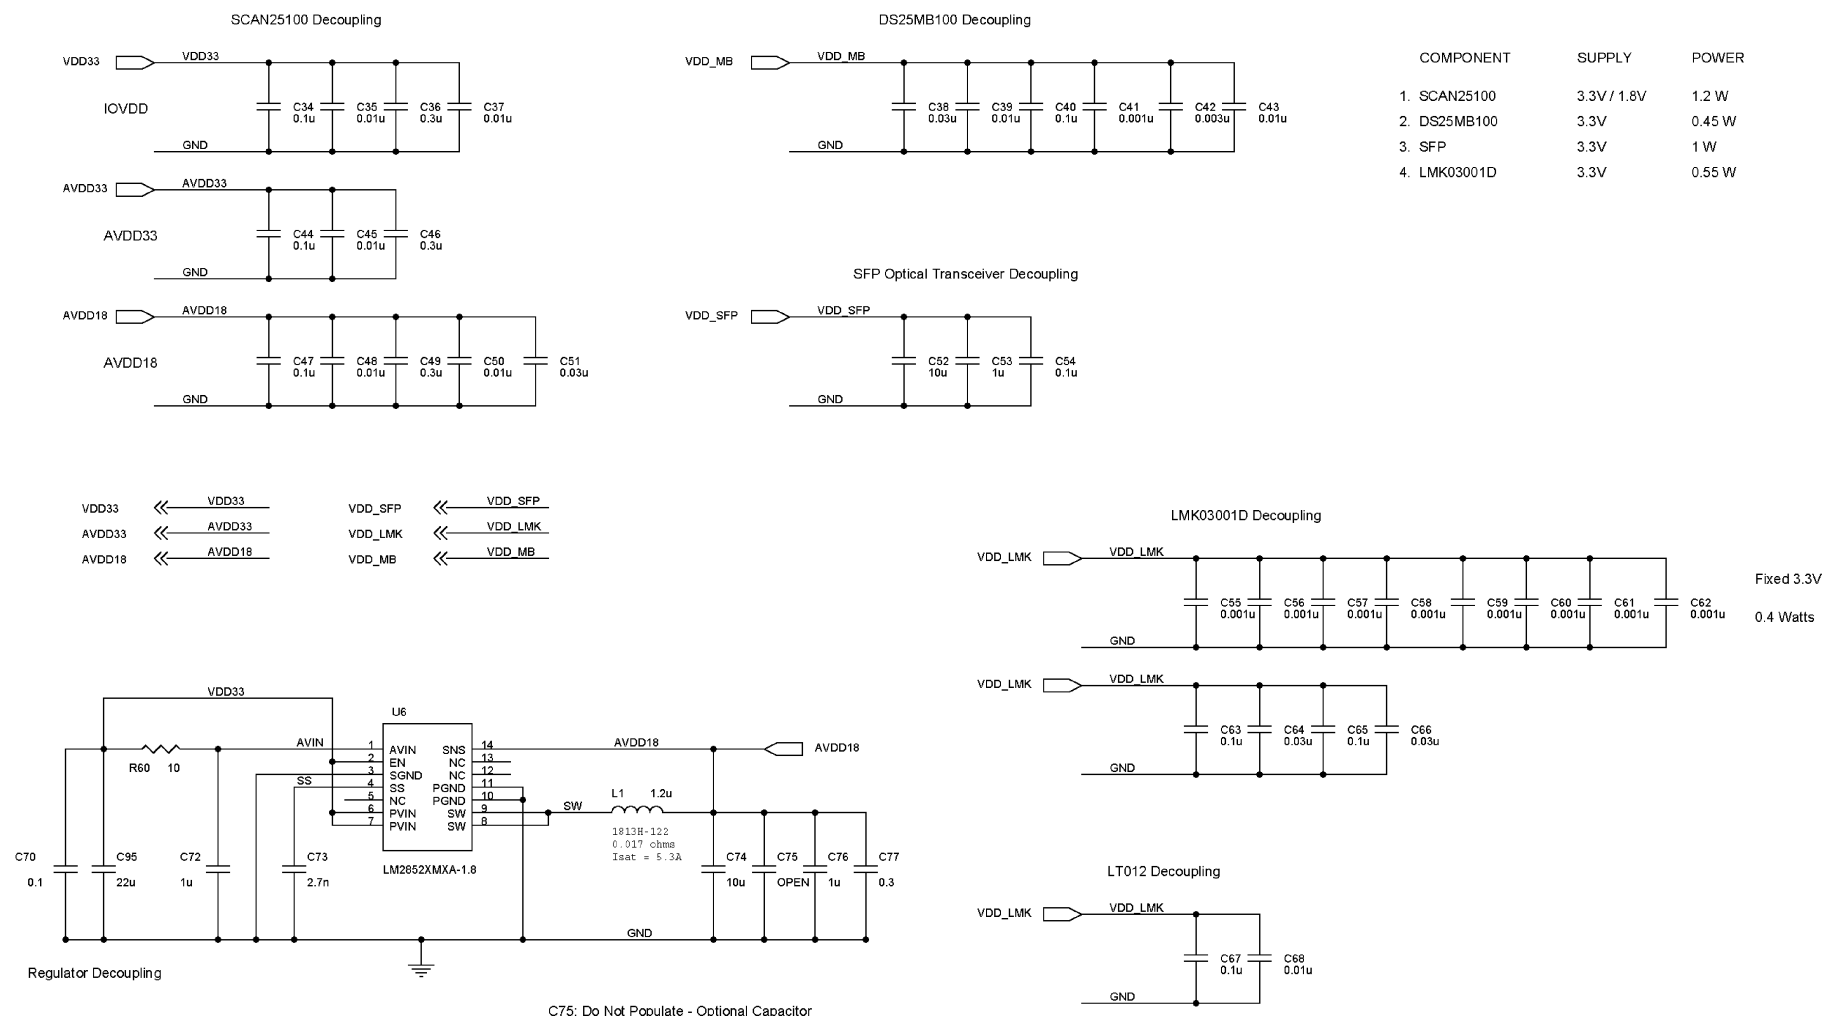 SCAN25100 Decoupling
VDD33 VDD33
IOVDD
C34 0.1u
C35 0.01u
C36 0.3u
C37 0.01u
GND
AVDD33 AVDD33
AVDD33
C44 0.1u
C45 0.01u
C46 0.3u
GND
AVDD18 AVDD18
AVDD18
C47 0.1u
C48 0.01u
C49 0.3u
C50 0.01u
C51 0.03u
GND
DS25MB100 Decoupling
VDD_MB VDD_MB
C38 0.03u
C39 0.01u
C40 0.1u
C41 0.001u
C42 0.003u
C43 0.01u
GND
SFP Optical Transceiver Decoupling
VDD_SFP VDD_SFP
C52 10u
C53 1u
C54 0.1u
GND
COMPONENT SUPPLY POWER
1. SCAN25100 3.3V / 1.8V 1.2 W
2. DS25MB100 3.3V 0.45 W
3. SFP 3.3V 1 W
4. LMK03001D 3.3V 0.55 W
VDD33 VDD33
AVDD33 AVDD33
AVDD18 AVDD18
VDD_SFP VDD_SFP
VDD_LMK VDD_LMK
VDD_MB VDD_MB
LMK03001D Decoupling
VDD_LMK VDD_LMK
C55 0.001u
C56 0.001u
C57 0.001u
C58 0.001u
C59 0.001u
C60 0.001u
C61 0.001u
C62 0.001u
GND
Fixed 3.3V
0.4 Watts
VDD_LMK VDD_LMK
C63 0.1u
C64 0.03u
C65 0.1u
C66 0.03u
GND
VDD33
U6
AVIN
R60 10
SS
1 AVIN
2 EN
3 SGND
4 SS
5 NC
6 PVIN
7 PVIN
SNS 14
NC 13
NC 12
PGND 11
PGND 10
SW 9
SW 8
LM2852XMXA-1.8
AVDD18 AVDD18
SW
L1 1.2u
1813H-122
0.017 ohms
Isat = 5.3A
C70 0.1
C95 22u
C72 1u
C73 2.7n
C74 10u
C75 OPEN
C76 1u
C77 0.3
GND
Regulator Decoupling
C75: Do Not Populate - Optional Capacitor
LT012 Decoupling
VDD_LMK VDD_LMK
C67 0.1u
C68 0.01u
GND